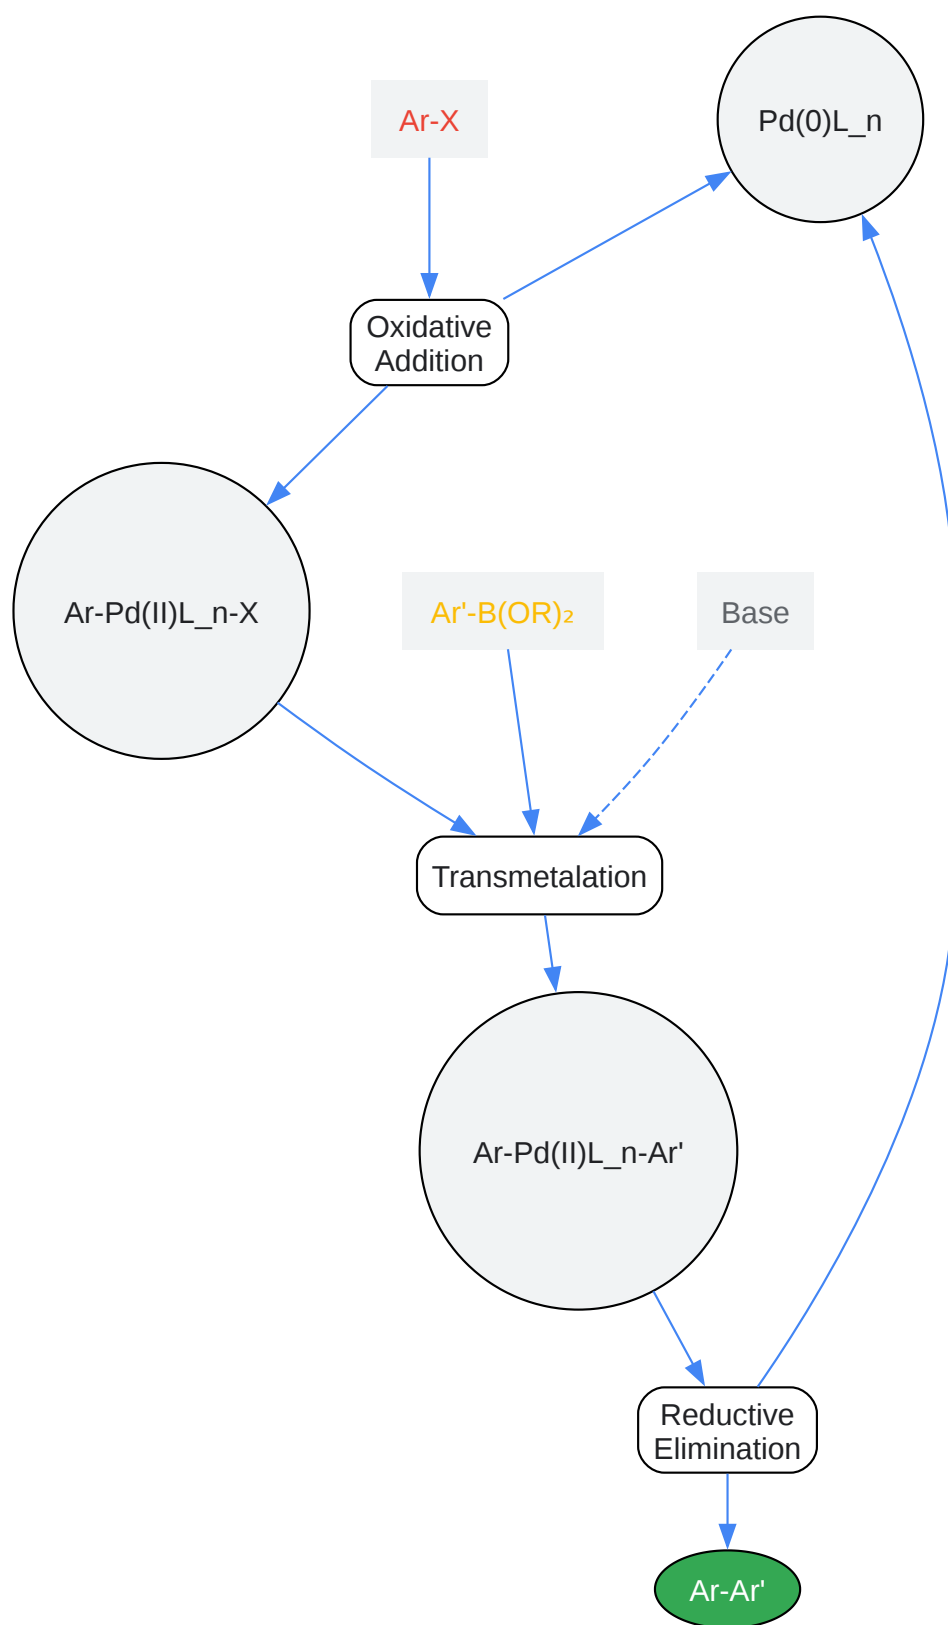 Pd(0)L_n
Ar-X
Oxidative
Addition
Ar-Pd(II)L_n-X
Ar'-B(OR)₂
Base
Transmetalation
Ar-Pd(II)L_n-Ar'
Reductive
Elimination
Ar-Ar'